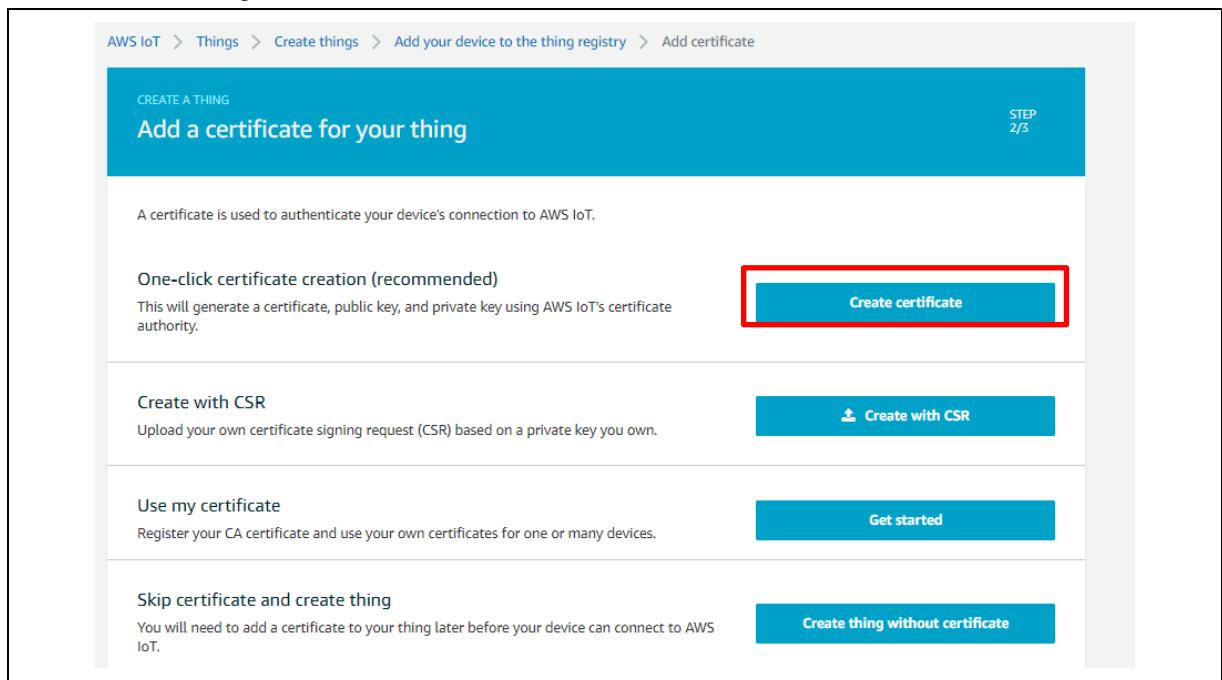 AWS IoT > Things > Create things > Add your device to the thing registry > Add certificate
CREATE A THING
Add a certificate for your thing
STEP
2/3
A certificate is used to authenticate your device's connection to AWS IoT.
One-click certificate creation (recommended)
This will generate a certificate, public key, and private key using AWS IoT's certificate
authority.
Create certificate
Create with CSR
Upload your own certificate signing request (CSR) based on a private key you own.
Create with CSR
Use my certificate
Register your CA certificate and use your own certificates for one or many devices.
Get started
Skip certificate and create thing
You will need to add a certificate to your thing later before your device can connect to AWS
IoT.
Create thing without certificate